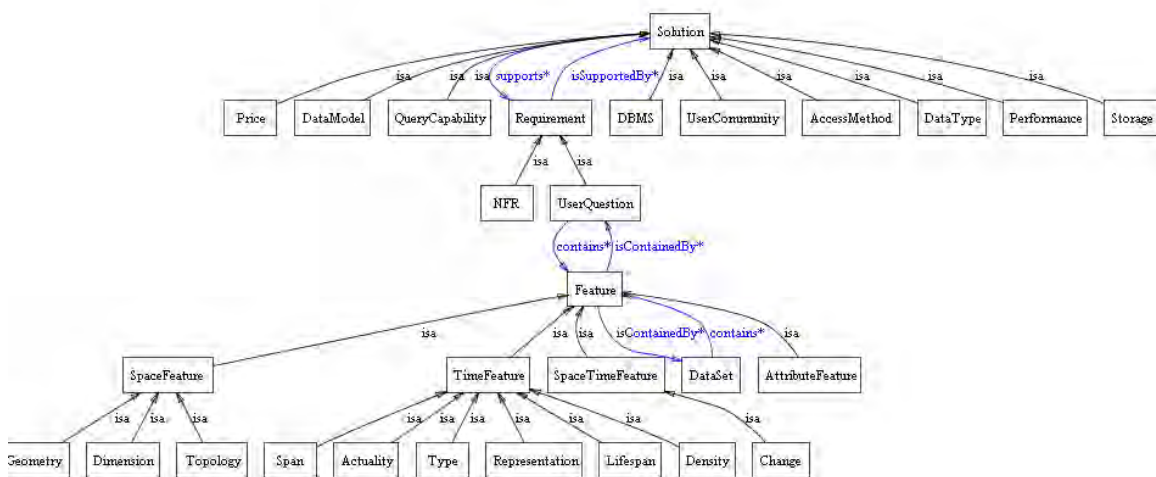 Solution
isa isa isa supports* isSupportedBy* isa isa isa isa isa isa
Price DataModel QueryCapability Requirement DBMS UserCommunity AccessMethod DataType Performance Storage
isa isa
NFR UserQuestion
contains* isContainedBy*
Feature
isa isa isa isContainedBy* contains* isa
SpaceFeature TimeFeature SpaceTimeFeature DataSet AttributeFeature
isa isa isa isa isa isa isa isa isa isa
Geometry Dimension Topology Span Actuality Type Representation Lifespan Density Change